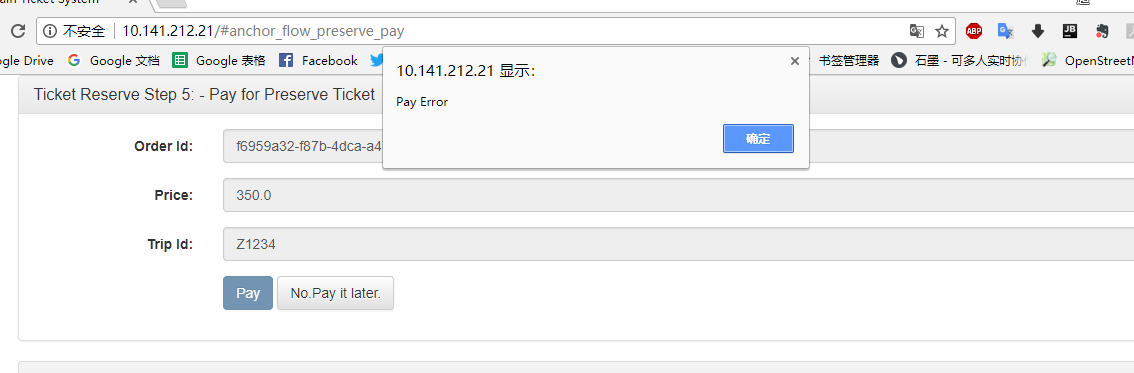 ain Ticket System
不安全 10.141.212.21/#anchor_flow_preserve_pay
ogle Drive Google 文档 Google 表格 Facebook 书签管理器 石墨 - 可多人实时协 OpenStreetM
10.141.212.21 显示：
Pay Error
确定
Ticket Reserve Step 5: - Pay for Preserve Ticket
Order Id: f6959a32-f87b-4dca-a4
Price: 350.0
Trip Id: Z1234
Pay No.Pay it later.